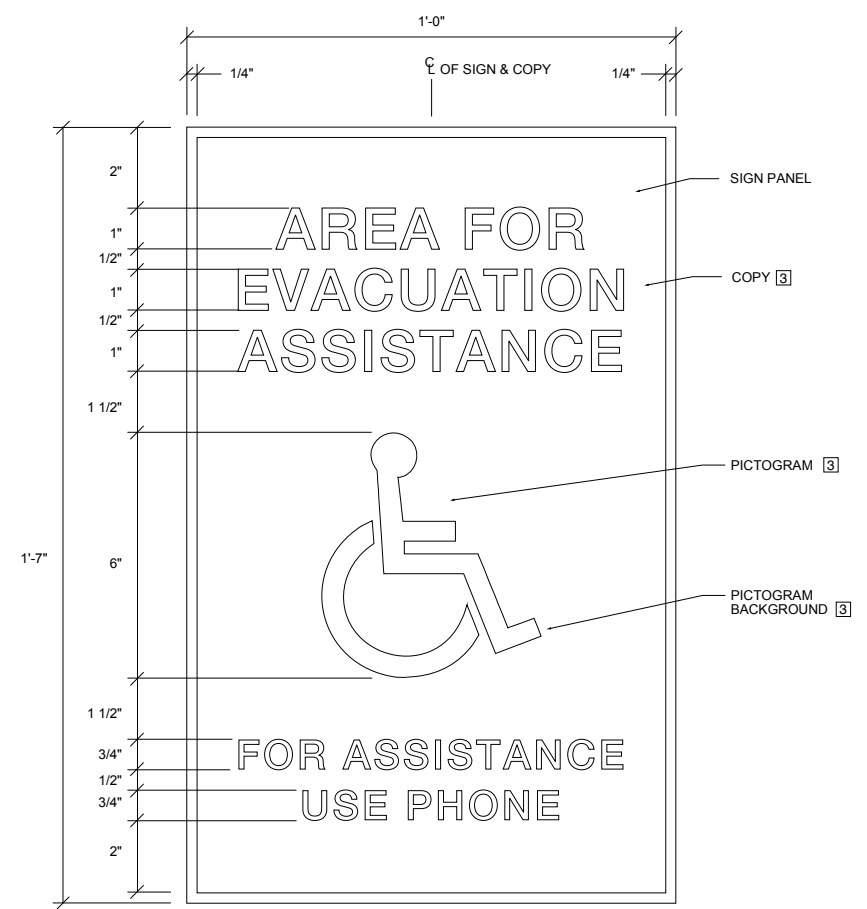 1'-0"
1/4"
℄ OF SIGN & COPY
1/4"
2"
SIGN PANEL
1"
AREA FOR
1/2"
1"
EVACUATION
COPY 3
1/2"
1"
ASSISTANCE
1 1/2"
PICTOGRAM 3
1'-7"
6"
PICTOGRAM
BACKGROUND 3
1 1/2"
3/4"
FOR ASSISTANCE
1/2"
3/4"
USE PHONE
2"